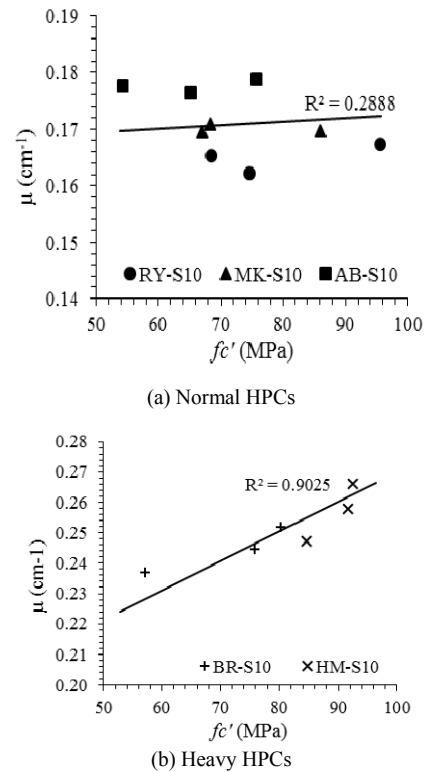 0.19
0.18
0.17
0.16
0.15
0.14
μ (cm⁻¹)
R² = 0.2888
RY-S10 MK-S10 AB-S10
50 60 70 80 90 100
fc' (MPa)
(a) Normal HPCs
0.28
0.27
0.26
0.25
0.24
0.23
0.22
0.21
0.20
μ (cm-1)
R² = 0.9025
BR-S10 HM-S10
50 60 70 80 90 100
fc' (MPa)
(b) Heavy HPCs